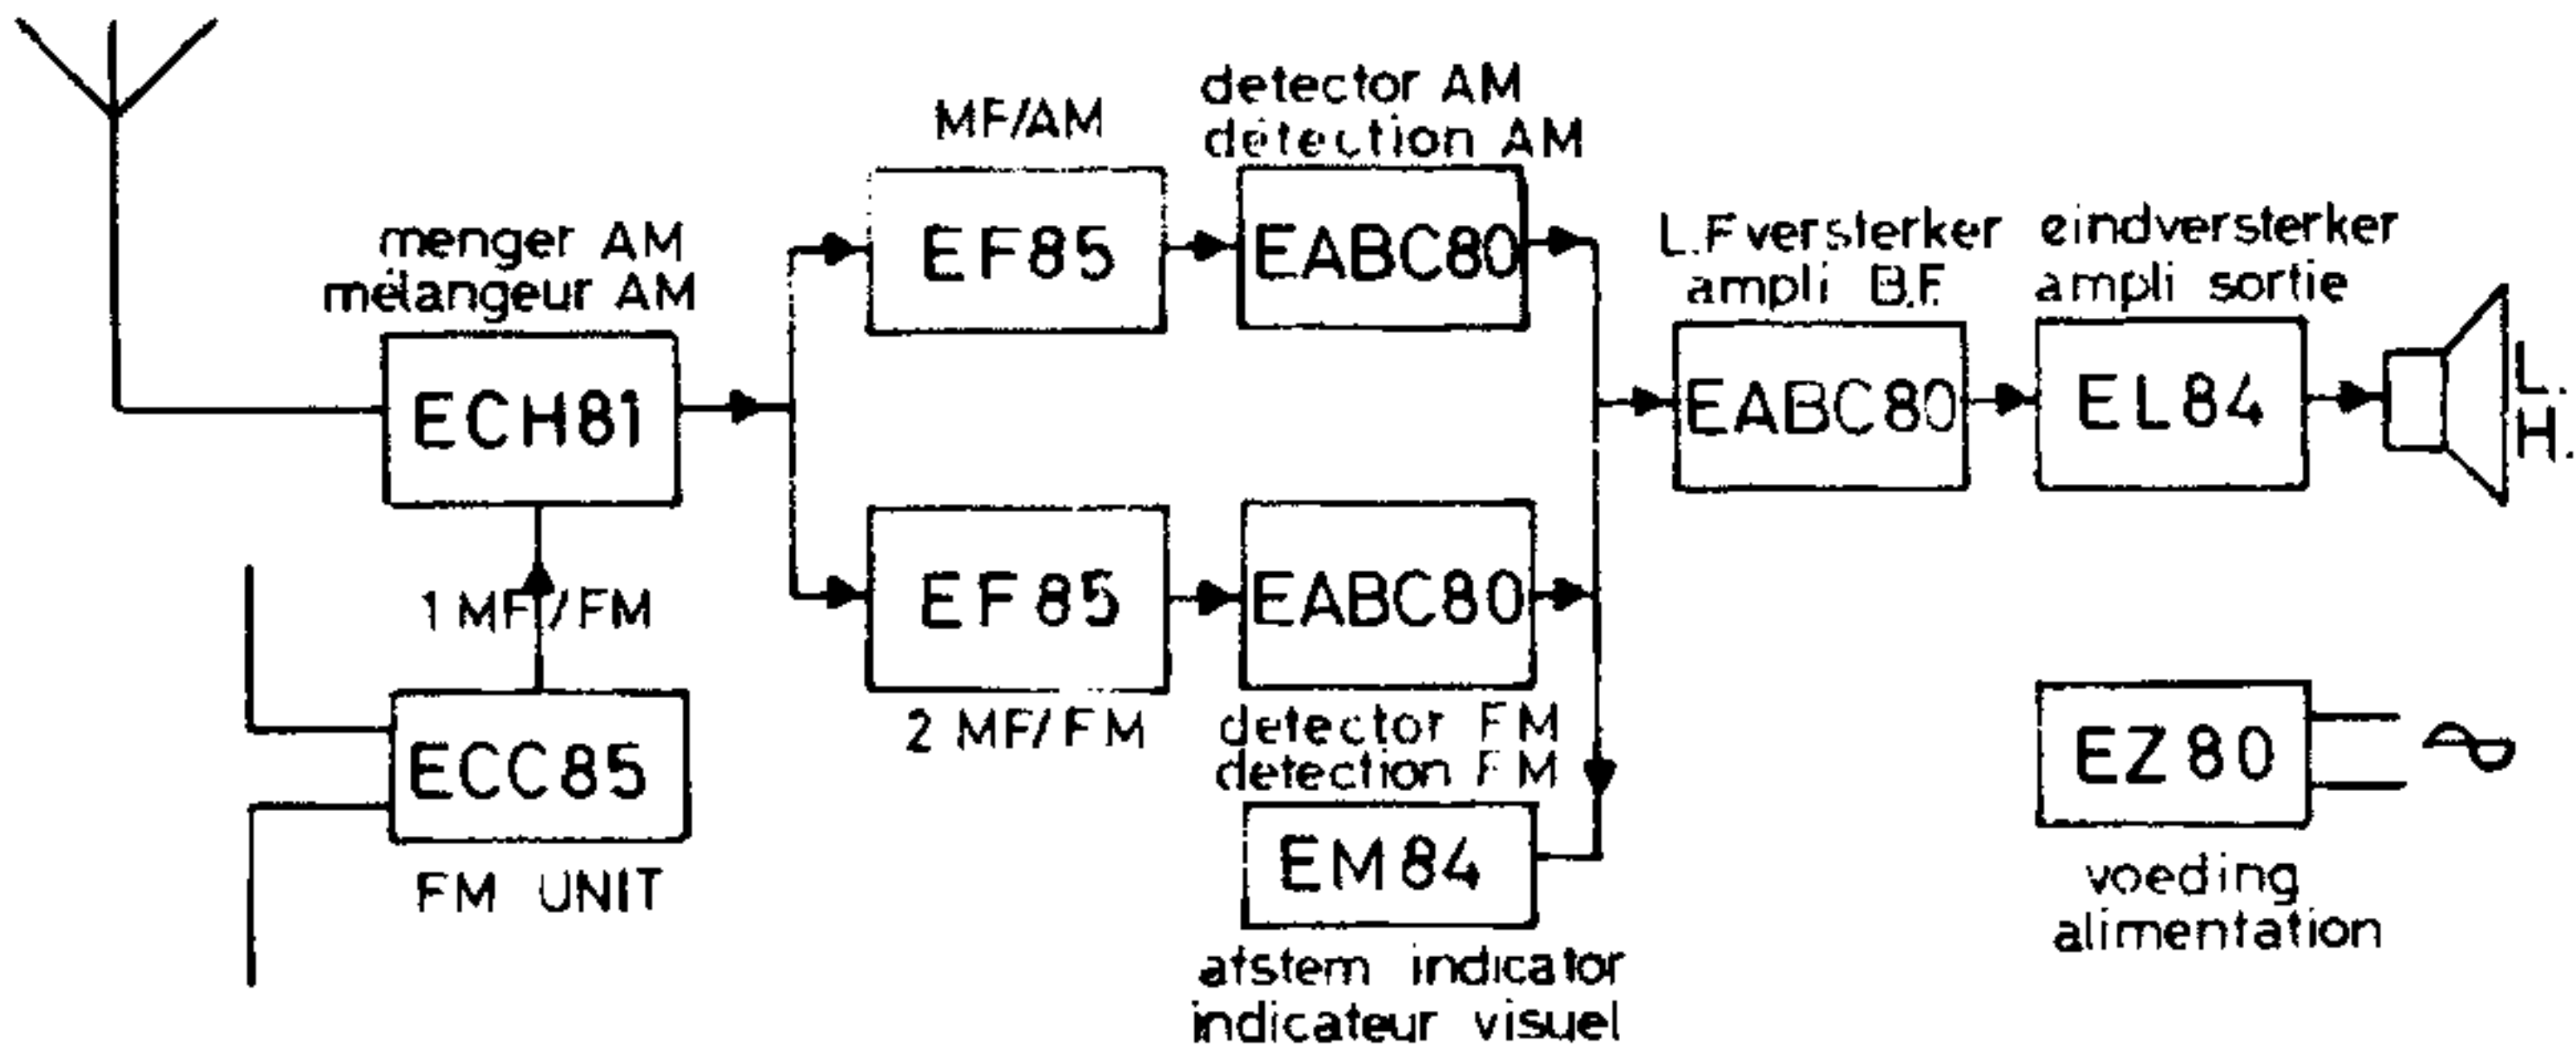 menger AM
mélangeur AM
ECH81
1 MF/FM
ECC85
FM UNIT
MF/AM
EF85
detector AM
détection AM
EABC80
EF85
2 MF/FM
EABC80
detector FM
detection FM
EM84
afstem indicator
indicateur visuel
L.F versterker
ampli B.F.
EABC80
eindversterker
ampli sortie
EL84
L.
H.
EZ80
voeding
alimentation